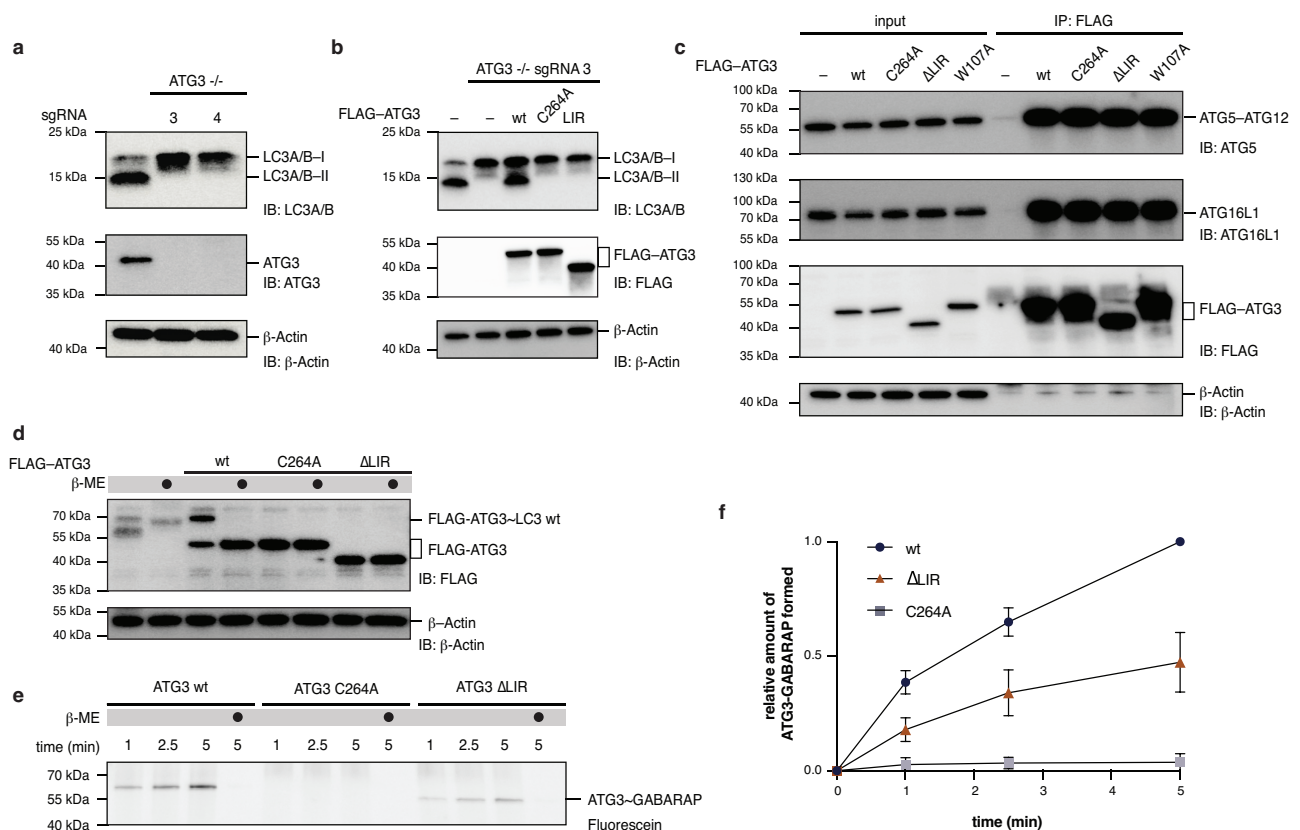 a
ATG3 -/-
sgRNA 3 4
25 kDa
15 kDa
LC3A/B–I
LC3A/B–II
IB: LC3A/B
55 kDa
40 kDa
35 kDa
ATG3
IB: ATG3
40 kDa
β-Actin
IB: β-Actin
b
ATG3 -/- sgRNA 3
FLAG–ATG3 – – wt C264A LIR
25 kDa
15 kDa
LC3A/B–I
LC3A/B–II
IB: LC3A/B
55 kDa
40 kDa
35 kDa
FLAG–ATG3
IB: FLAG
40 kDa
β-Actin
IB: β-Actin
c
input IP: FLAG
FLAG–ATG3 – wt C264A ΔLIR W107A – wt C264A ΔLIR W107A
100 kDa
70 kDa
55 kDa
40 kDa
ATG5–ATG12
IB: ATG5
130 kDa
100 kDa
70 kDa
55 kDa
ATG16L1
IB: ATG16L1
100 kDa
70 kDa
55 kDa
40 kDa
35 kDa
FLAG–ATG3
IB: FLAG
40 kDa
β-Actin
IB: β-Actin
d
FLAG–ATG3 wt C264A ΔLIR
β-ME
70 kDa
55 kDa
40 kDa
35 kDa
FLAG-ATG3~LC3 wt
FLAG-ATG3
IB: FLAG
55 kDa
40 kDa
β–Actin
IB: β-Actin
e
ATG3 wt ATG3 C264A ATG3 ΔLIR
β-ME
time (min) 1 2.5 5 5 1 2.5 5 5 1 2.5 5 5
70 kDa
55 kDa
40 kDa
ATG3~GABARAP
Fluorescein
f
relative amount of
ATG3-GABARAP formed
1.0
0.5
0.0
wt
ΔLIR
C264A
0 1 2 3 4 5
time (min)